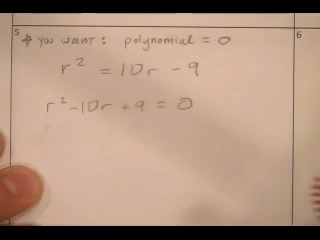 5
* you want: polynomial = 0
6
r² = 10r - 9
r² - 10r + 9 = 0